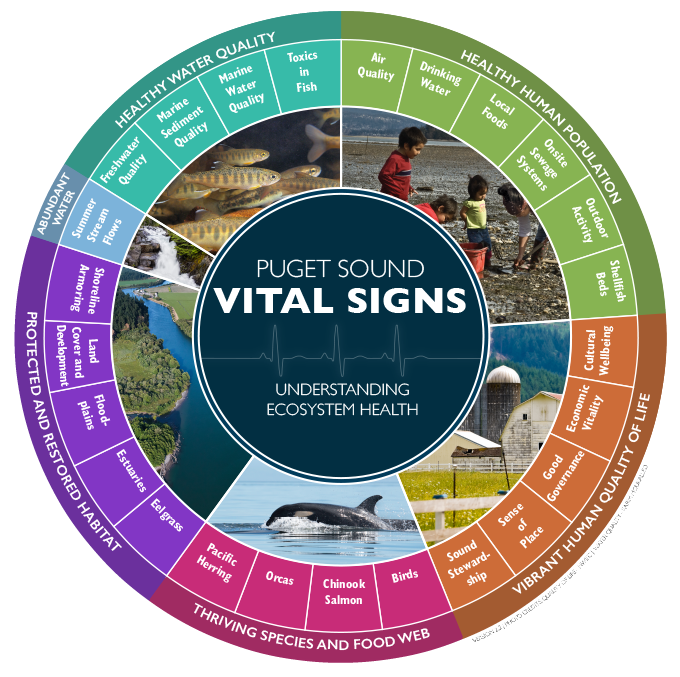 PUGET SOUND
VITAL SIGNS
UNDERSTANDING
ECOSYSTEM HEALTH
HEALTHY WATER QUALITY
Freshwater
Quality
Marine
Sediment
Quality
Marine
Water
Quality
Toxics
in
Fish
HEALTHY HUMAN POPULATION
Air
Quality
Drinking
Water
Local
Foods
Onsite
Sewage
Systems
Outdoor
Activity
Shellfish
Beds
VIBRANT HUMAN QUALITY OF LIFE
Cultural
Wellbeing
Economic
Vitality
Good
Governance
Sense
of
Place
Sound
Steward-
ship
THRIVING SPECIES AND FOOD WEB
Birds
Chinook
Salmon
Orcas
Pacific
Herring
PROTECTED AND RESTORED HABITAT
Eelgrass
Estuaries
Flood-
plains
Land
Cover and
Development
Shoreline
Armoring
ABUNDANT
WATER
Summer
Stream
Flows